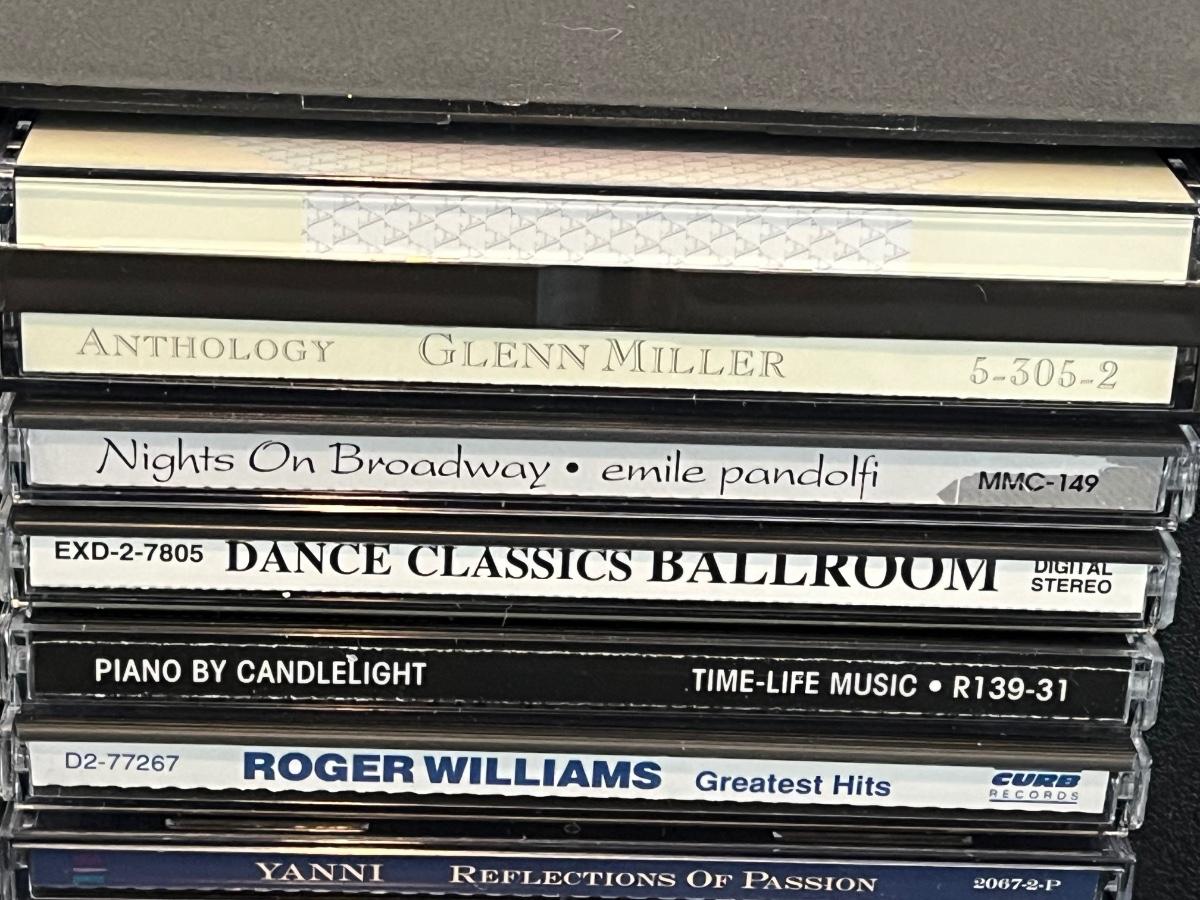 ANTHOLOGY GLENN MILLER 5-305-2
Nights On Broadway • emile pandolfi MMC-149
EXD-2-7805 DANCE CLASSICS BALLROOM DIGITAL STEREO
PIANO BY CANDLELIGHT TIME-LIFE MUSIC • R139-31
D2-77267 ROGER WILLIAMS Greatest Hits CURB RECORDS
YANNI REFLECTIONS OF PASSION 2067-2-P